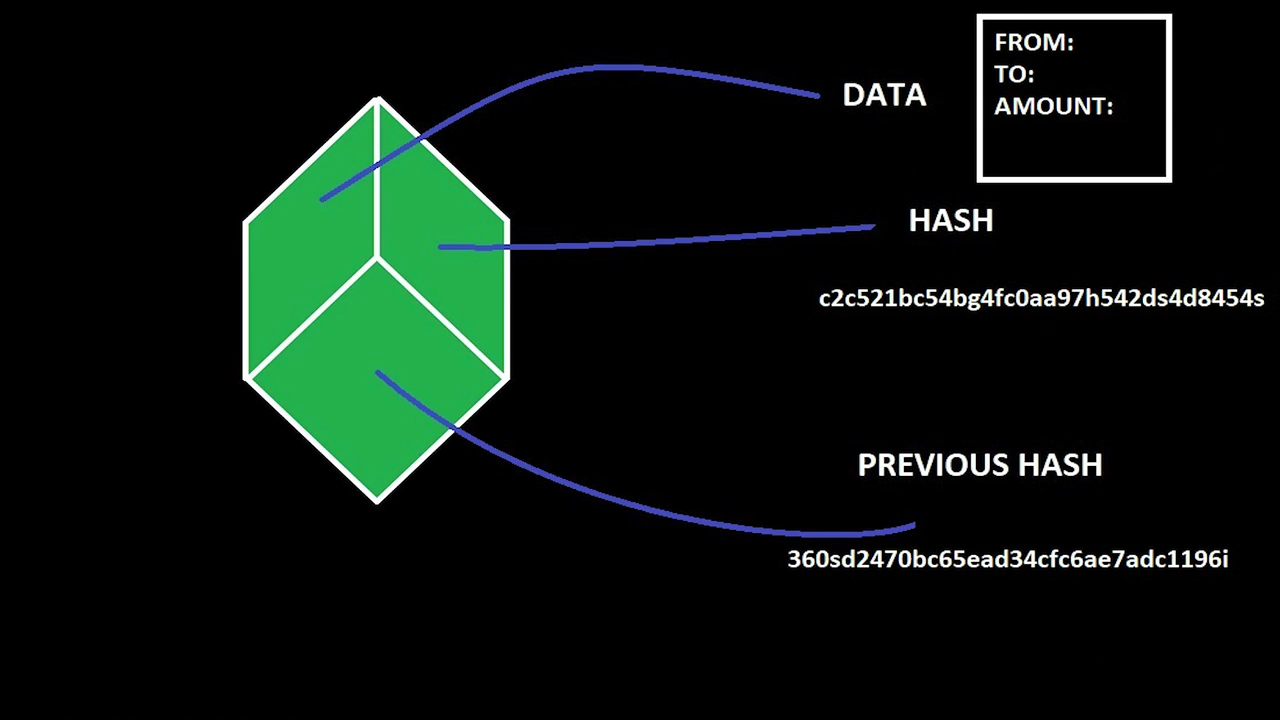 DATA
FROM:
TO:
AMOUNT:
HASH
c2c521bc54bg4fc0aa97h542ds4d8454s
PREVIOUS HASH
360sd2470bc65ead34cfc6ae7adc1196i